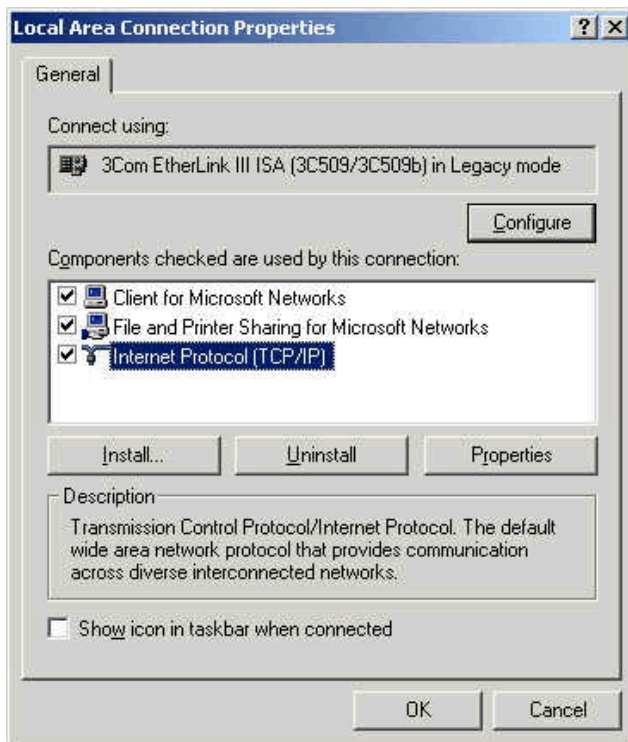 Local Area Connection Properties
General
Connect using:
3Com EtherLink III ISA (3C509/3C509b) in Legacy mode
Configure
Components checked are used by this connection:
Client for Microsoft Networks
File and Printer Sharing for Microsoft Networks
Internet Protocol (TCP/IP)
Install...
Uninstall
Properties
Description
Transmission Control Protocol/Internet Protocol. The default
wide area network protocol that provides communication
across diverse interconnected networks.
Show icon in taskbar when connected
OK
Cancel